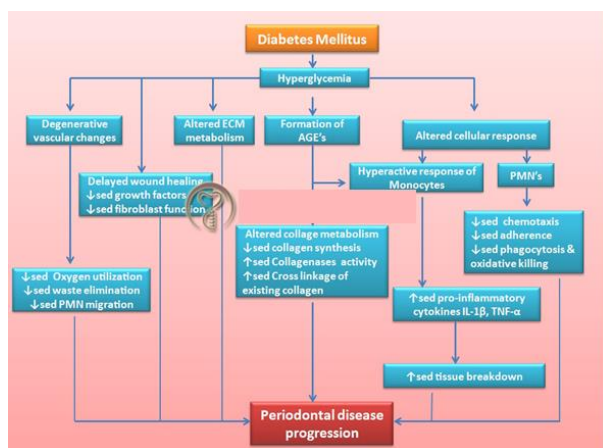 Diabetes Mellitus
Hyperglycemia
Degenerative
vascular changes
Altered ECM
metabolism
Formation of
AGE's
Altered cellular response
Delayed wound healing
↓sed growth factors
↓sed fibroblast function
Hyperactive response of
Monocytes
PMN's
Altered collage metabolism
↓sed collagen synthesis
↑sed Collagenases activity
↑sed Cross linkage of
existing collagen
↓sed chemotaxis
↓sed adherence
↓sed phagocytosis &
oxidative killing
↓sed Oxygen utilization
↓sed waste elimination
↓sed PMN migration
↑sed pro-inflammatory
cytokines IL-1β, TNF-α
↑sed tissue breakdown
Periodontal disease
progression